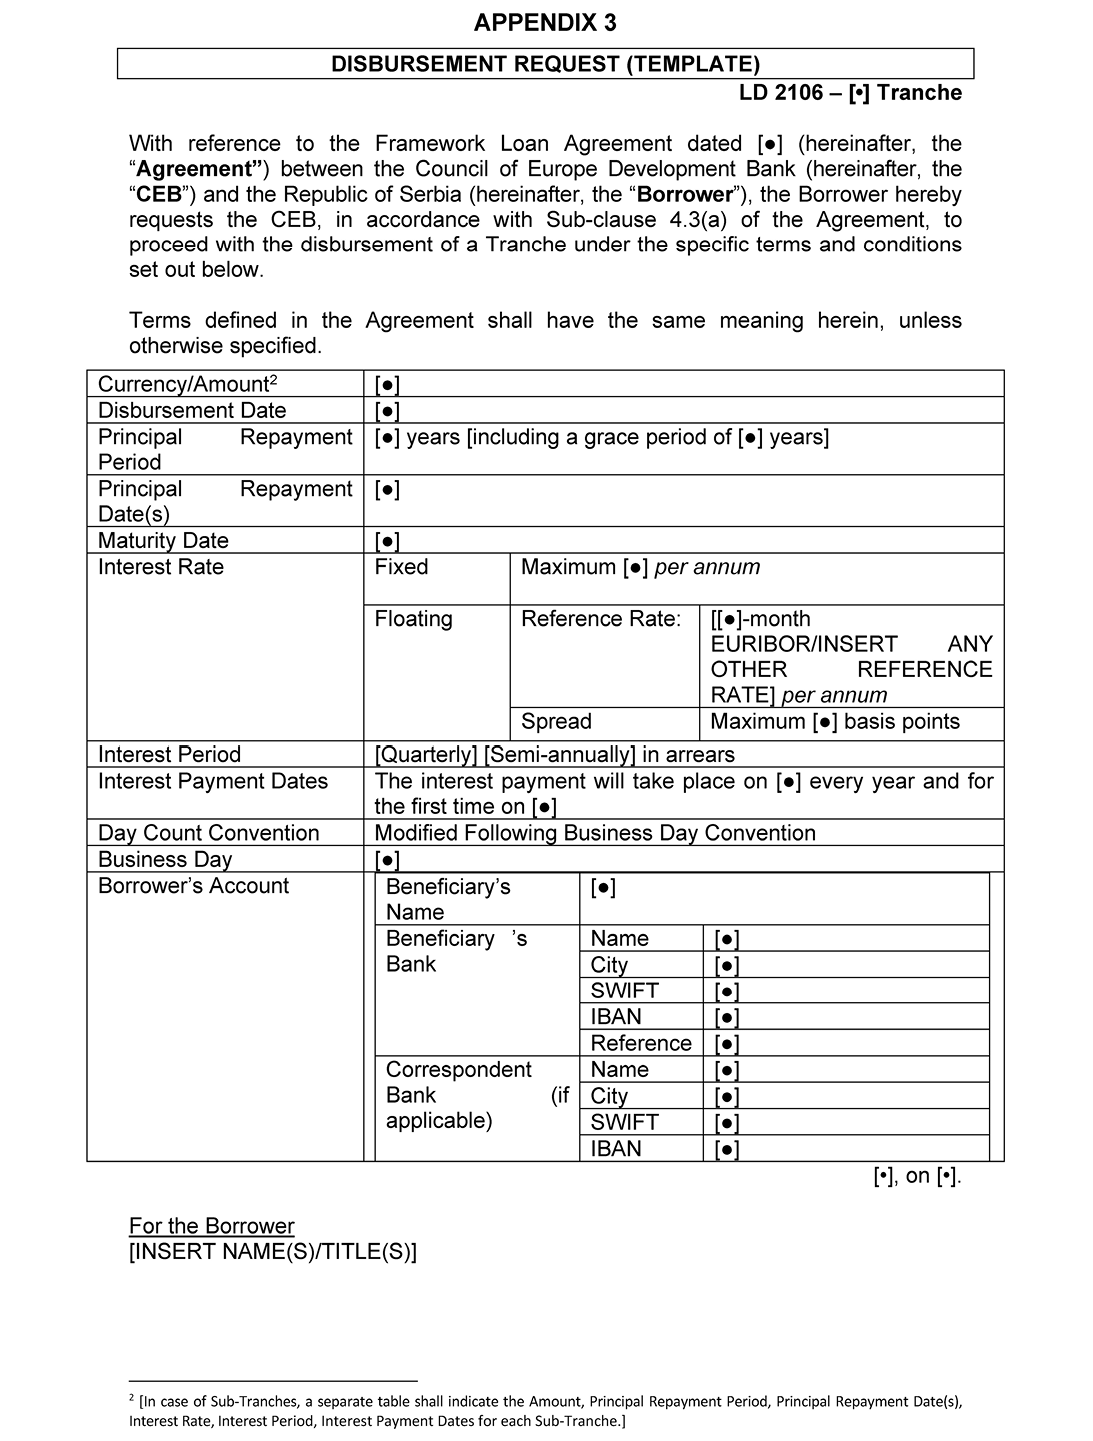 APPENDIX 3
DISBURSEMENT REQUEST (TEMPLATE)
LD 2106 – [•] Tranche
With reference to the Framework Loan Agreement dated [●] (hereinafter, the
“Agreement”) between the Council of Europe Development Bank (hereinafter, the
“CEB”) and the Republic of Serbia (hereinafter, the “Borrower”), the Borrower hereby
requests the CEB, in accordance with Sub-clause 4.3(a) of the Agreement, to
proceed with the disbursement of a Tranche under the specific terms and conditions
set out below.
Terms defined in the Agreement shall have the same meaning herein, unless
otherwise specified.
Currency/Amount² [●]
Disbursement Date [●]
Principal Repayment [●] years [including a grace period of [●] years]
Period
Principal Repayment [●]
Date(s)
Maturity Date [●]
Interest Rate Fixed Maximum [●] per annum
Floating Reference Rate: [[●]-month
EURIBOR/INSERT ANY
OTHER REFERENCE
RATE] per annum
Spread Maximum [●] basis points
Interest Period [Quarterly] [Semi-annually] in arrears
Interest Payment Dates The interest payment will take place on [●] every year and for
the first time on [●]
Day Count Convention Modified Following Business Day Convention
Business Day [●]
Borrower’s Account Beneficiary’s [●]
Name
Beneficiary ’s Name [●]
Bank City [●]
SWIFT [●]
IBAN [●]
Reference [●]
Correspondent Name [●]
Bank (if City [●]
applicable) SWIFT [●]
IBAN [●]
[•], on [•].
For the Borrower
[INSERT NAME(S)/TITLE(S)]
² [In case of Sub-Tranches, a separate table shall indicate the Amount, Principal Repayment Period, Principal Repayment Date(s),
Interest Rate, Interest Period, Interest Payment Dates for each Sub-Tranche.]